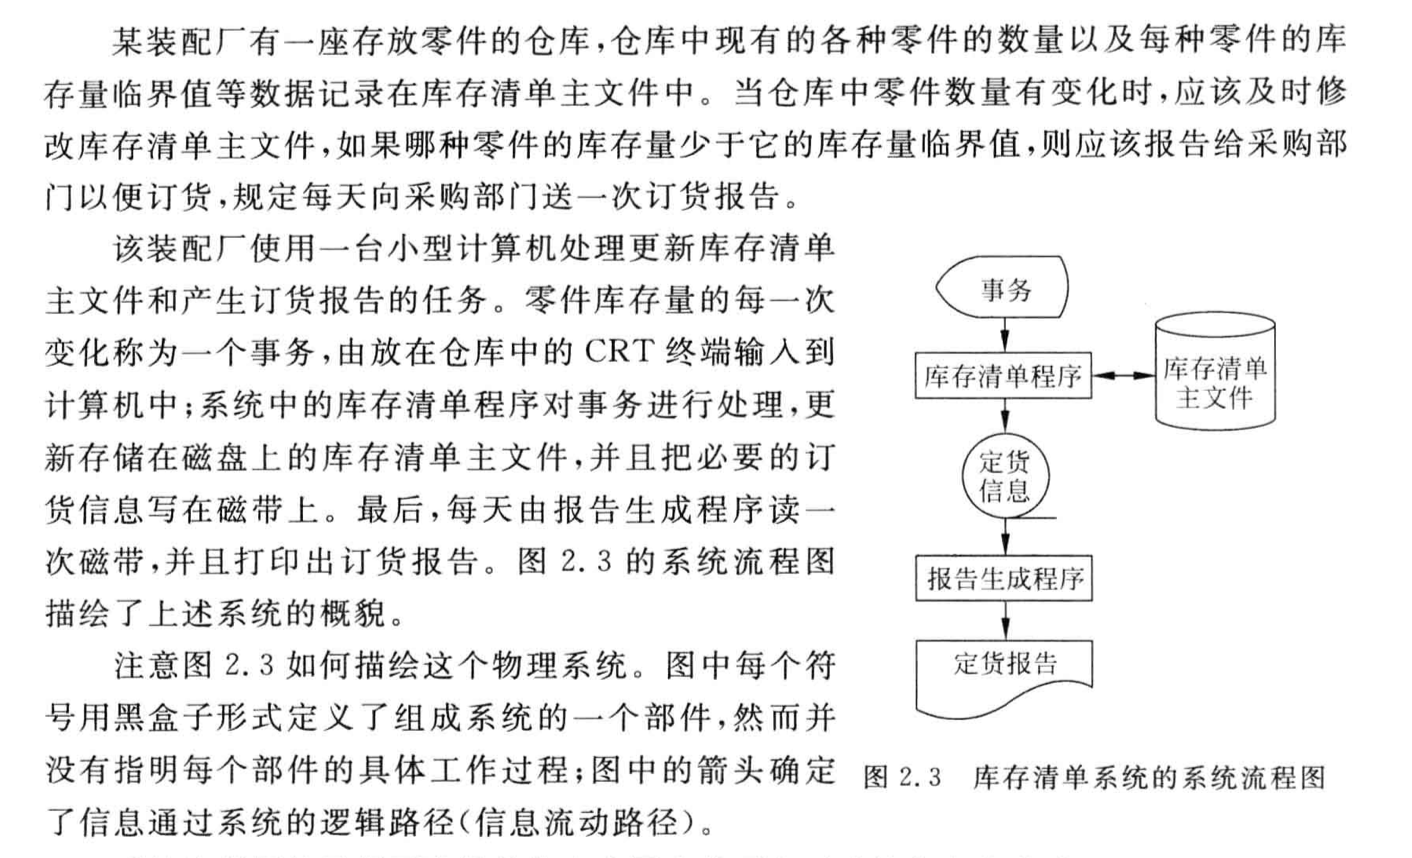 某装配厂有一座存放零件的仓库,仓库中现有的各种零件的数量以及每种零件的库
存量临界值等数据记录在库存清单主文件中。当仓库中零件数量有变化时,应该及时修
改库存清单主文件,如果哪种零件的库存量少于它的库存量临界值,则应该报告给采购部
门以便订货,规定每天向采购部门送一次订货报告。
该装配厂使用一台小型计算机处理更新库存清单
主文件和产生订货报告的任务。零件库存量的每一次
变化称为一个事务,由放在仓库中的 CRT 终端输入到
计算机中;系统中的库存清单程序对事务进行处理,更
新存储在磁盘上的库存清单主文件,并且把必要的订
货信息写在磁带上。最后,每天由报告生成程序读一
次磁带,并且打印出订货报告。图 2.3 的系统流程图
描绘了上述系统的概貌。
注意图 2.3 如何描绘这个物理系统。图中每个符
号用黑盒子形式定义了组成系统的一个部件,然而并
没有指明每个部件的具体工作过程;图中的箭头确定
了信息通过系统的逻辑路径(信息流动路径)。
事务
库存清单程序
库存清单
主文件
定货
信息
报告生成程序
定货报告
图 2.3 库存清单系统的系统流程图